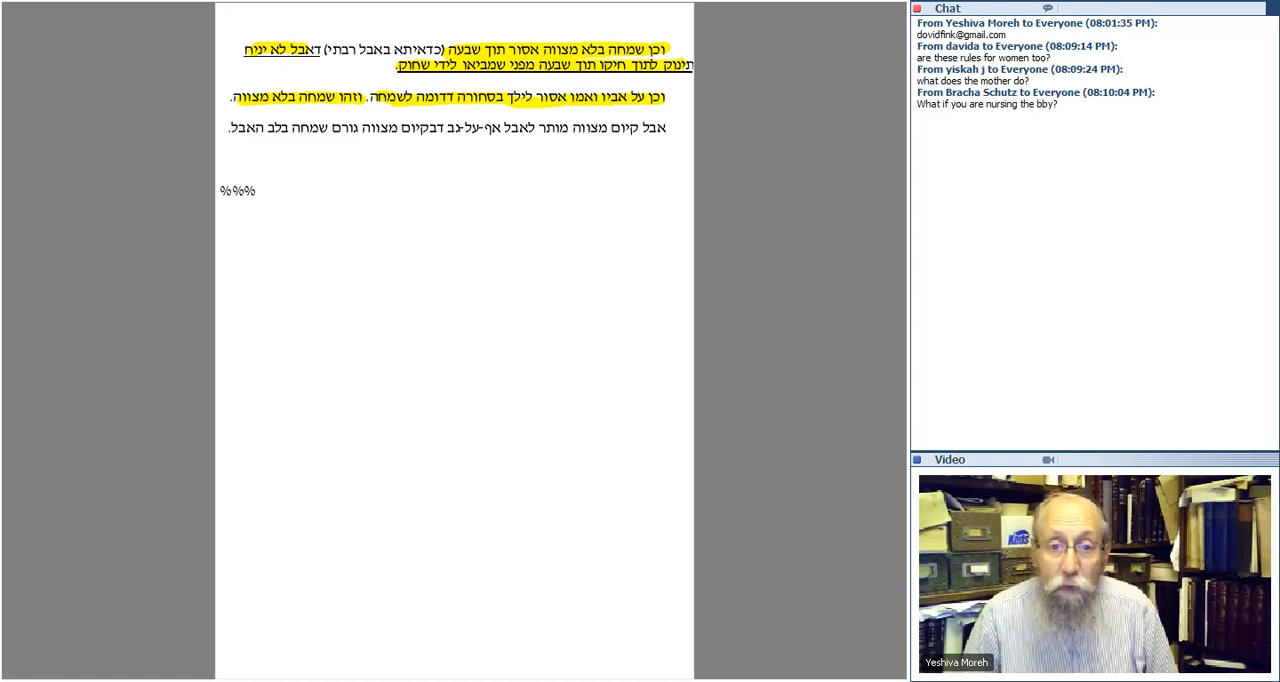 וכן שמחה בלא מצווה אסור תוך שבעה (כדאיתא באבל רבתי) דאבל לא יניח
תינוק לתוך חיקו תוך שבעה מפני שמביאו לידי שחוק.
וכן על אביו ואמו אסור לילך בסחורה דדומה לשמחה. וזהו שמחה בלא מצווה.
אבל קיום מצווה מותר לאבל אף-על-גב דבקיום מצווה גורם שמחה בלב האבל.
%%%
Chat
From Yeshiva Moreh to Everyone (08:01:35 PM):
dovidfink@gmail.com
From davida to Everyone (08:09:14 PM):
are these rules for women too?
From yiskah j to Everyone (08:09:24 PM):
what does the mother do?
From Bracha Schutz to Everyone (08:10:04 PM):
What if you are nursing the bby?
Video
Keds
Yeshiva Moreh